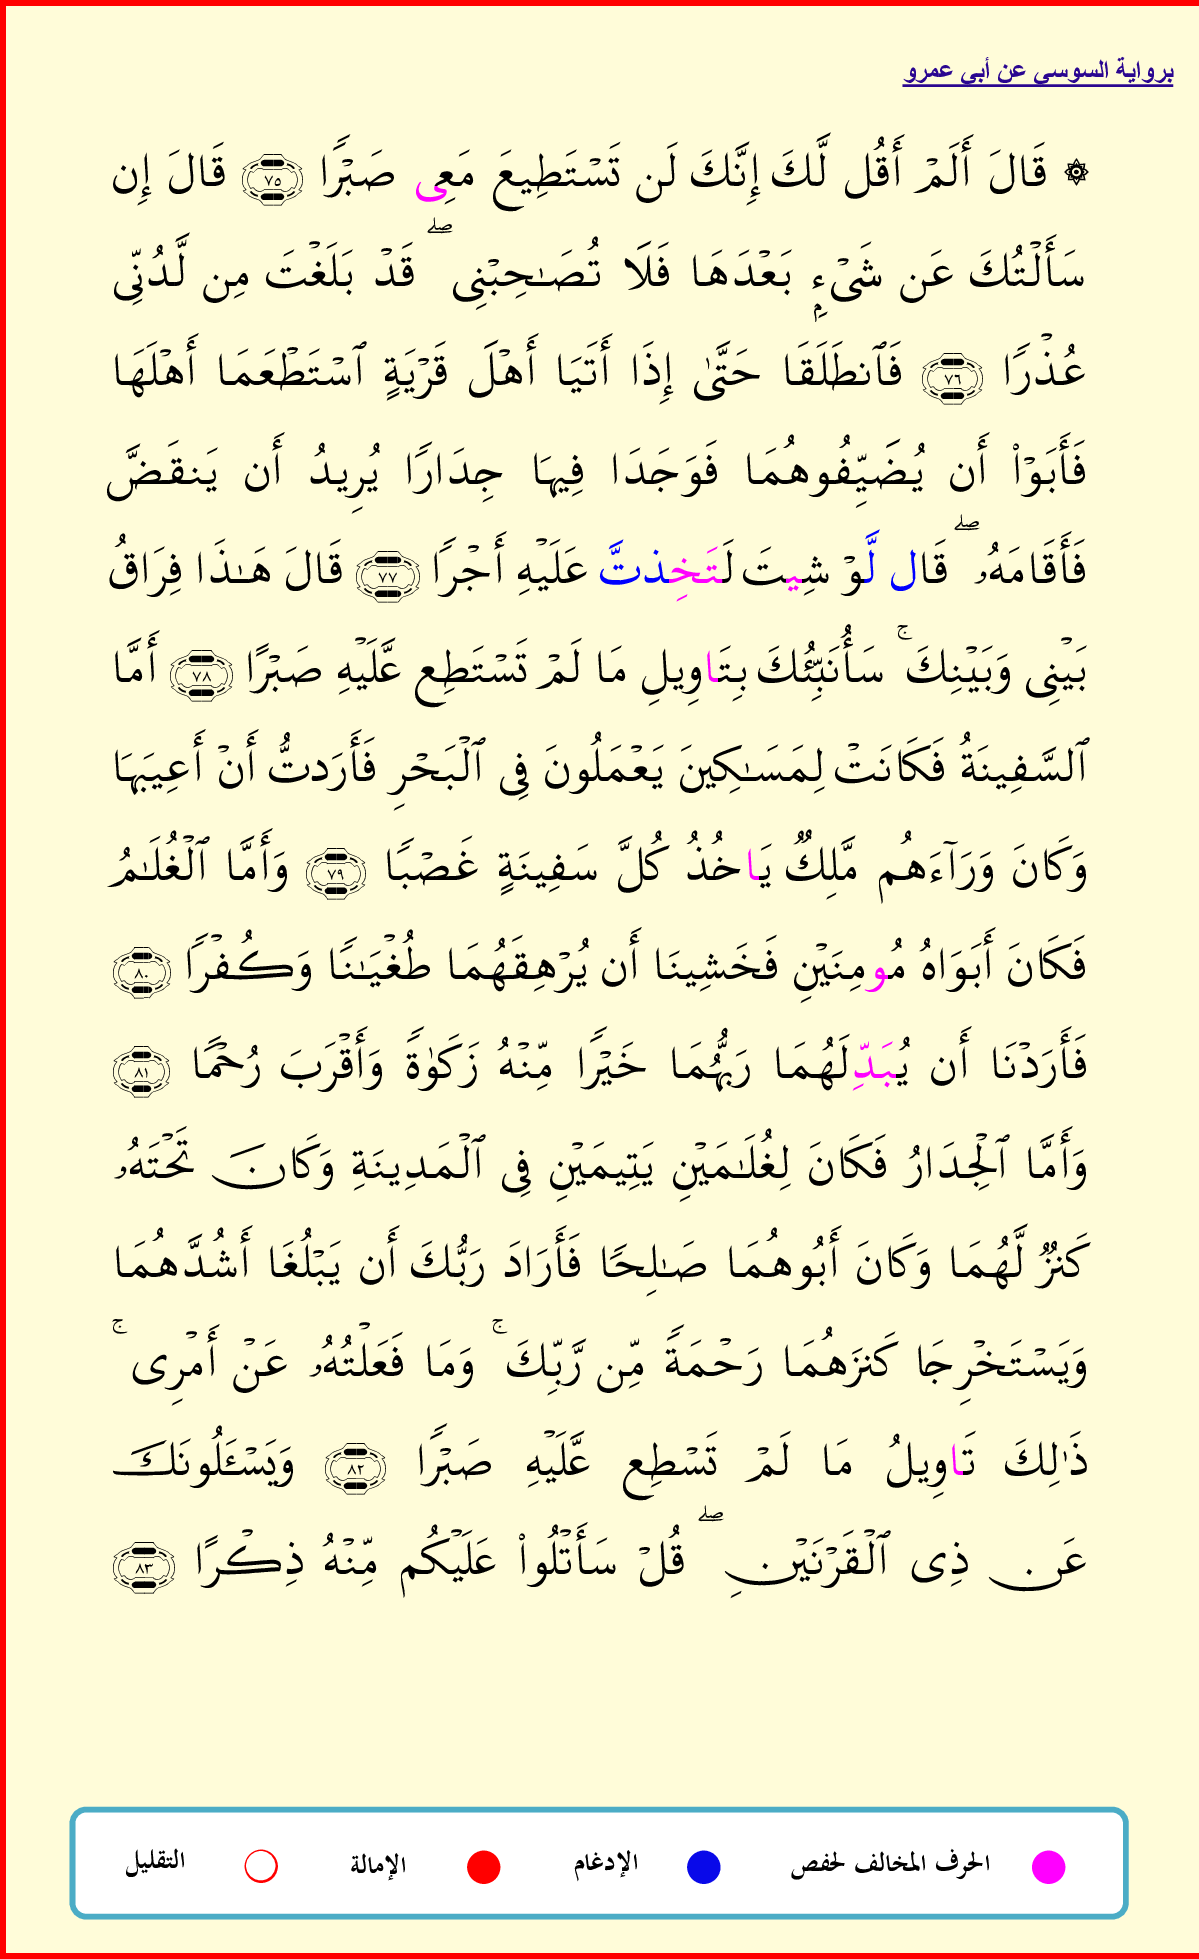 برواية السوسى عن أبى عمرو
۞ قَالَ أَلَمۡ أَقُل لَّكَ إِنَّكَ لَن تَسۡتَطِيعَ مَعِى صَبۡرٗا ٧٥ قَالَ إِن
سَأَلۡتُكَ عَن شَىۡءِۭ بَعۡدَهَا فَلَا تُصَـٰحِبۡنِى ۖ قَدۡ بَلَغۡتَ مِن لَّدُنِّى
عُذۡرٗا ٧٦ فَٱنطَلَقَا حَتَّىٰ إِذَا أَتَيَا أَهۡلَ قَرۡيَةٍ ٱسۡتَطۡعَمَا أَهۡلَهَا
فَأَبَوۡاْ أَن يُضَيِّفُوهُمَا فَوَجَدَا فِيهَا جِدَارٗا يُرِيدُ أَن يَنقَضَّ
فَأَقَامَهُۥ ۖ قَال لَّوۡ شِيتَ لَتَخِذتَّ عَلَيۡهِ أَجۡرٗا ٧٧ قَالَ هَـٰذَا فِرَاقُ
بَيۡنِى وَبَيۡنِكَ ۚ سَأُنَبِّئُكَ بِتَاوِيلِ مَا لَمۡ تَسۡتَطِع عَّلَيۡهِ صَبۡرًا ٧٨ أَمَّا
ٱلسَّفِينَةُ فَكَانَتۡ لِمَسَـٰكِينَ يَعۡمَلُونَ فِى ٱلۡبَحۡرِ فَأَرَدتُّ أَنۡ أَعِيبَهَا
وَكَانَ وَرَآءَهُم مَّلِكٞ يَاخُذُ كُلَّ سَفِينَةٍ غَصۡبٗا ٧٩ وَأَمَّا ٱلۡغُلَـٰمُ
فَكَانَ أَبَوَاهُ مُومِنَيۡنِ فَخَشِينَا أَن يُرۡهِقَهُمَا طُغۡيَـٰنٗا وَكُفۡرٗا ٨٠
فَأَرَدۡنَا أَن يُبَدِّلَهُمَا رَبُّهُمَا خَيۡرٗا مِّنۡهُ زَكَوٰةٗ وَأَقۡرَبَ رُحۡمٗا ٨١
وَأَمَّا ٱلۡجِدَارُ فَكَانَ لِغُلَـٰمَيۡنِ يَتِيمَيۡنِ فِى ٱلۡمَدِينَةِ وَكَانَ تَحۡتَهُۥ
كَنزٞ لَّهُمَا وَكَانَ أَبُوهُمَا صَـٰلِحٗا فَأَرَادَ رَبُّكَ أَن يَبۡلُغَا أَشُدَّهُمَا
وَيَسۡتَخۡرِجَا كَنزَهُمَا رَحۡمَةٗ مِّن رَّبِّكَ ۚ وَمَا فَعَلۡتُهُۥ عَنۡ أَمۡرِى ۚ
ذَٰلِكَ تَاوِيلُ مَا لَمۡ تَسۡطِع عَّلَيۡهِ صَبۡرٗا ٨٢ وَيَسۡـَٔلُونَكَ
عَن ذِى ٱلۡقَرۡنَيۡنِ ۖ قُلۡ سَأَتۡلُواْ عَلَيۡكُم مِّنۡهُ ذِكۡرًا ٨٣
الحرف المخالف لحفص الإدغام الإمالة التقليل